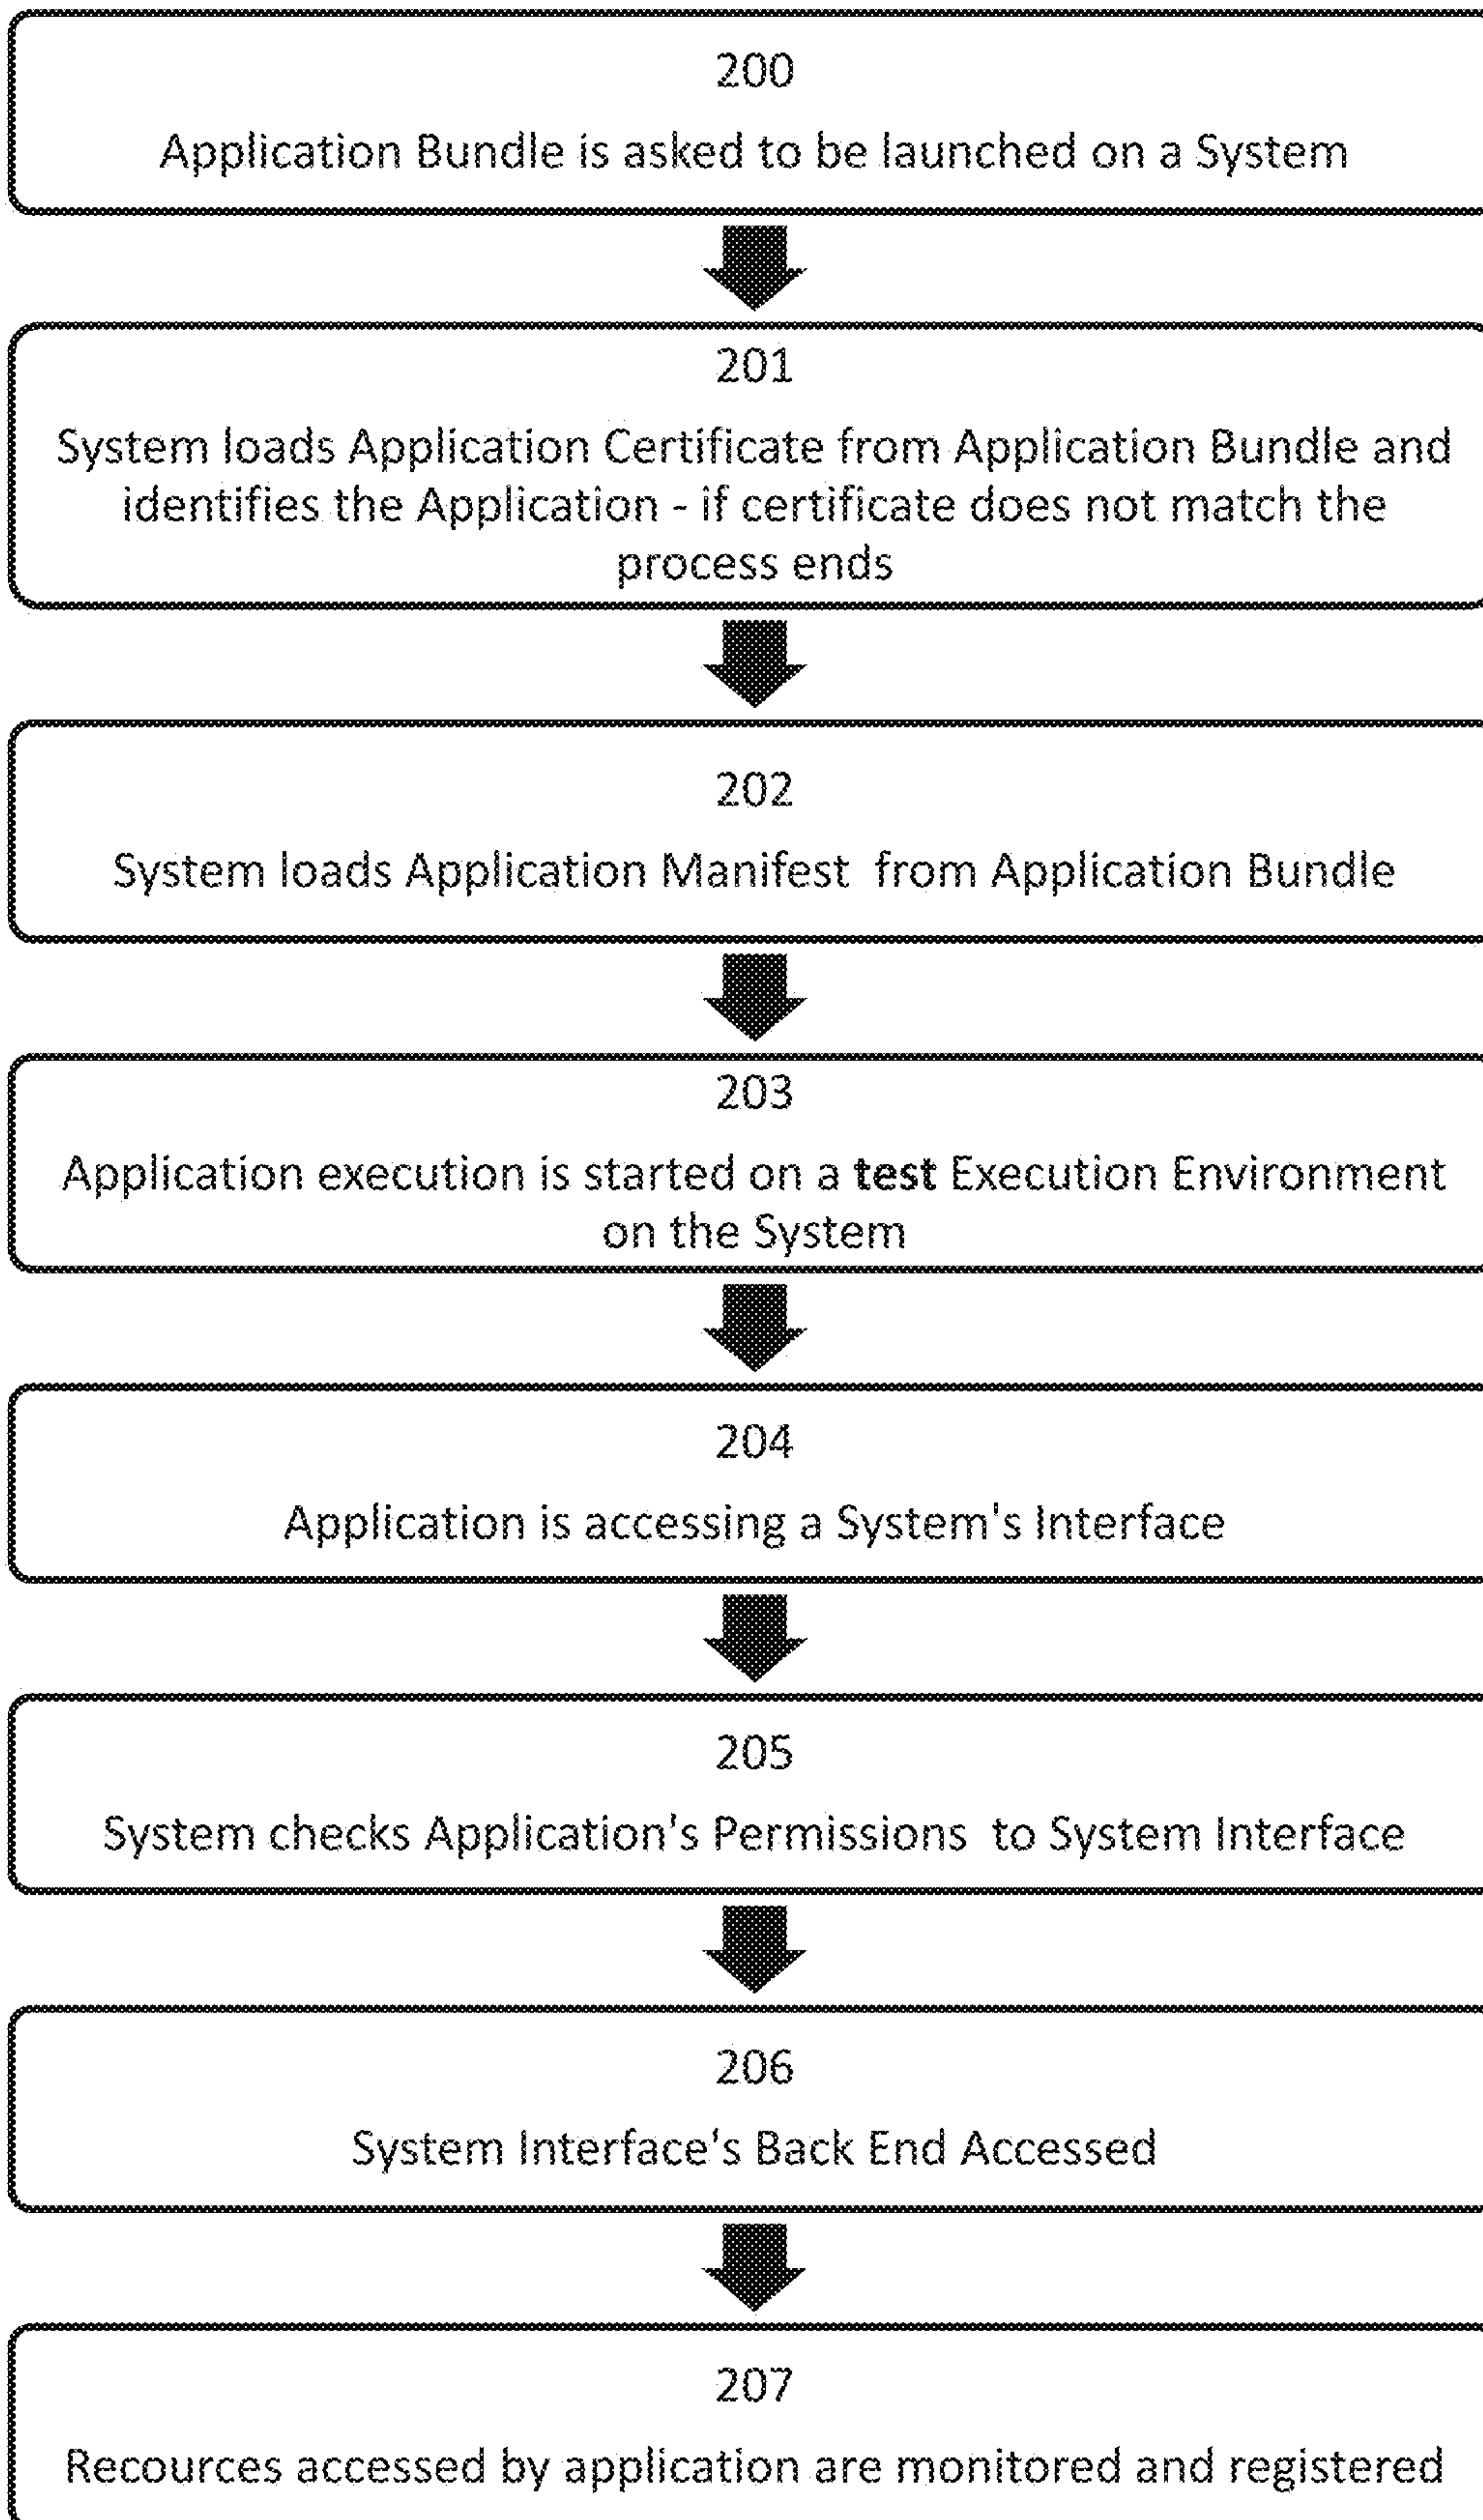 200
Application Bundle is asked to be launched on a System
201
System loads Application Certificate from Application Bundle and
identifies the Application - if certificate does not match the
process ends
202
System loads Application Manifest from Application Bundle
203
Application execution is started on a test Execution Environment
on the System
204
Application is accessing a System's Interface
205
System checks Application's Permissions to System Interface
206
System Interface's Back End Accessed
207
Recources accessed by application are monitored and registered